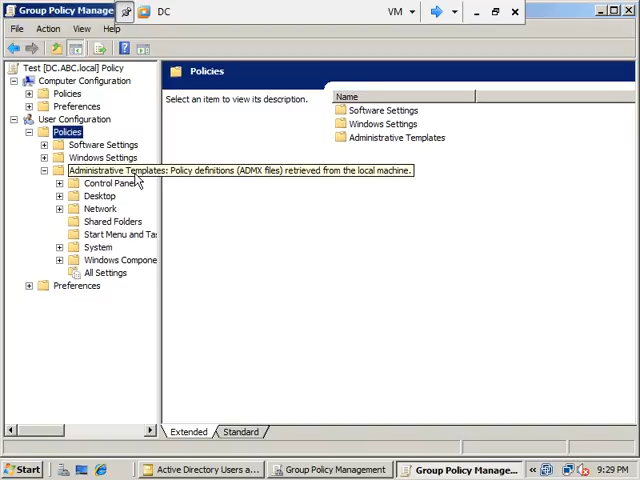 Group Policy Manage
DC
VM
File Action View Help
Test [DC.ABC.local] Policy
Computer Configuration
Policies
Preferences
User Configuration
Policies
Software Settings
Windows Settings
Administrative Templates: Policy definitions (ADMX files) retrieved from the local machine.
Control Panel
Desktop
Network
Shared Folders
Start Menu and Tas
System
Windows Compone
All Settings
Preferences
Policies
Select an item to view its description.
Name
Software Settings
Windows Settings
Administrative Templates
Extended Standard
Start Active Directory Users a... Group Policy Management Group Policy Manage... 9:29 PM